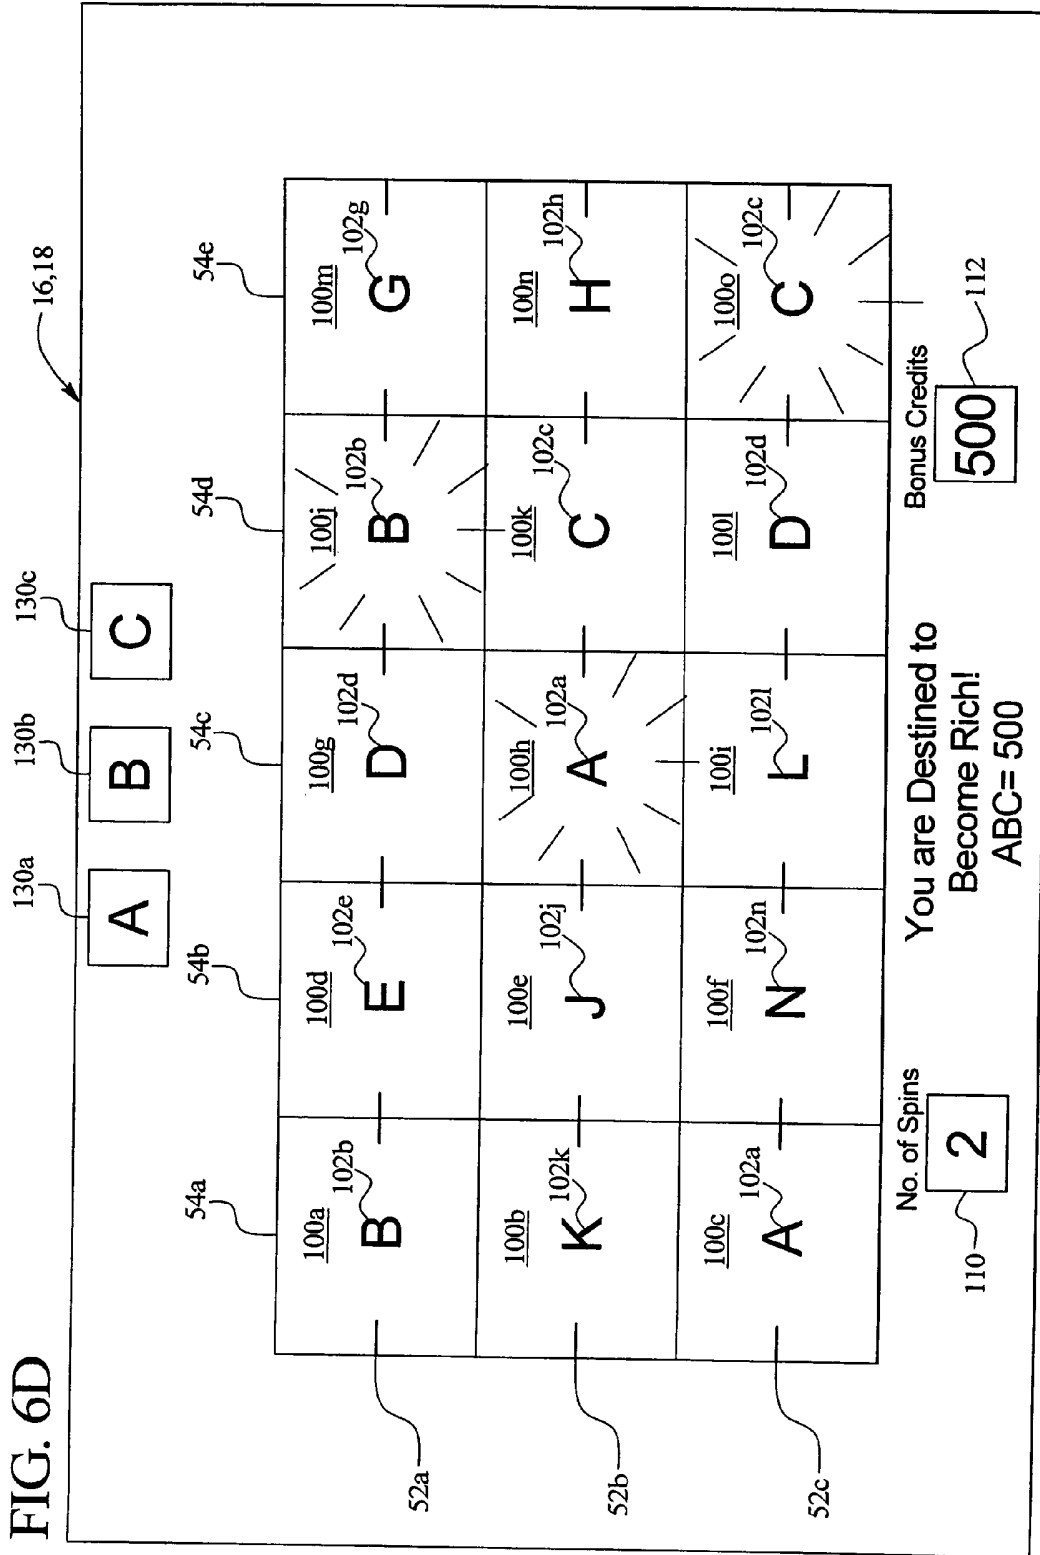 FIG. 6D
16,18
130a 130b 130c
A B C
54a 54b 54c 54d 54e
100a 100d 100g 100j 100m
102b 102e 102d 102b 102g
B E D B G
52a
100b 100e 100h 100k 100n
102k 102j 102a 102c 102h
K J A C H
52b
100c 100f 100i 100l 100o
102a 102n 102l 102d 102c
A N L D C
52c
No. of Spins
2
110
You are Destined to
Become Rich!
ABC= 500
Bonus Credits
500
112